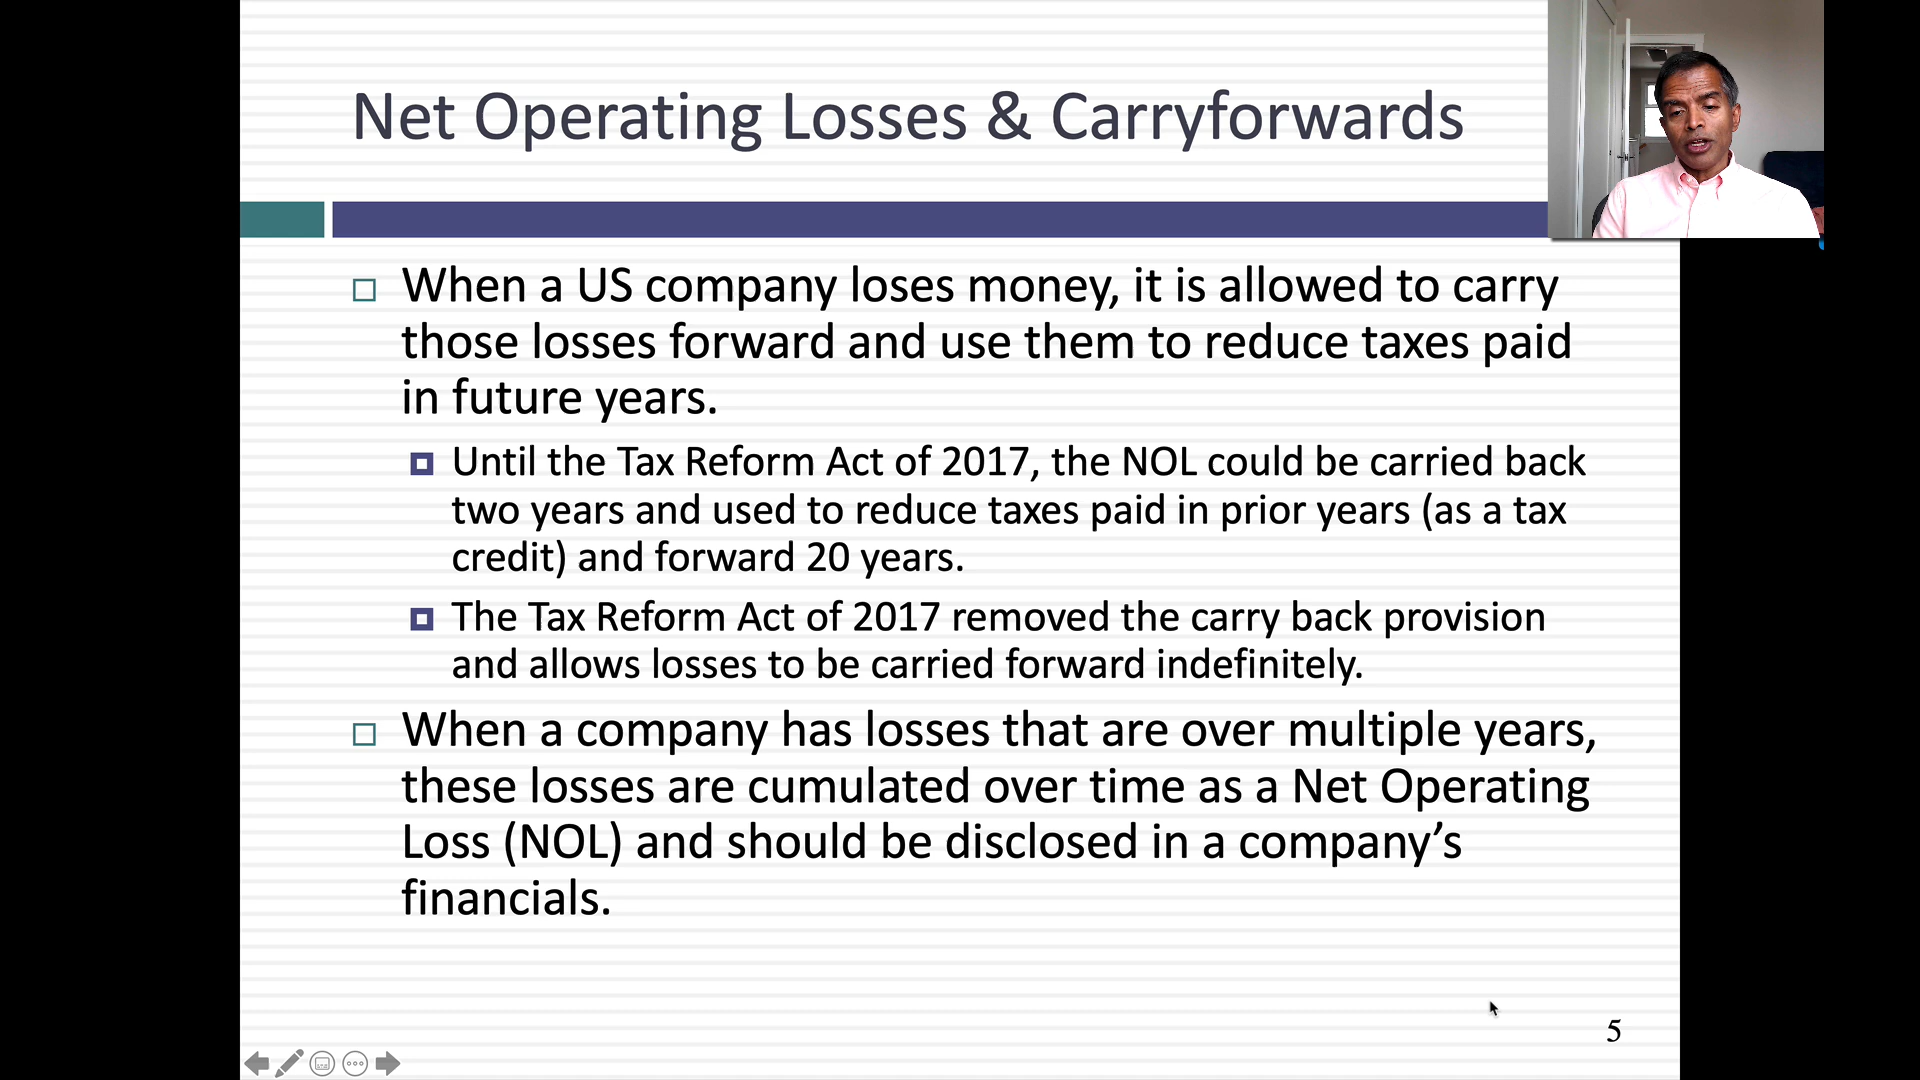 Net Operating Losses & Carryforwards
When a US company loses money, it is allowed to carry
those losses forward and use them to reduce taxes paid
in future years.
Until the Tax Reform Act of 2017, the NOL could be carried back
two years and used to reduce taxes paid in prior years (as a tax
credit) and forward 20 years.
The Tax Reform Act of 2017 removed the carry back provision
and allows losses to be carried forward indefinitely.
When a company has losses that are over multiple years,
these losses are cumulated over time as a Net Operating
Loss (NOL) and should be disclosed in a company’s
financials.
5